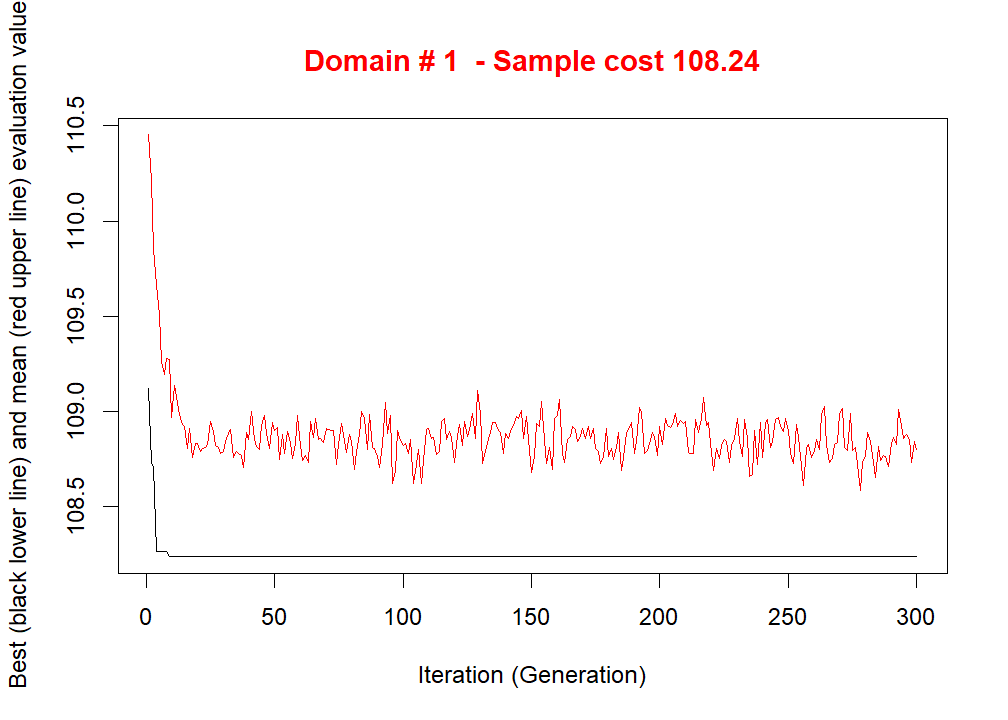 Domain # 1  - Sample cost 108.24
Best (black lower line) and mean (red upper line) evaluation value
110.5
110.0
109.5
109.0
108.5
0 50 100 150 200 250 300
Iteration (Generation)